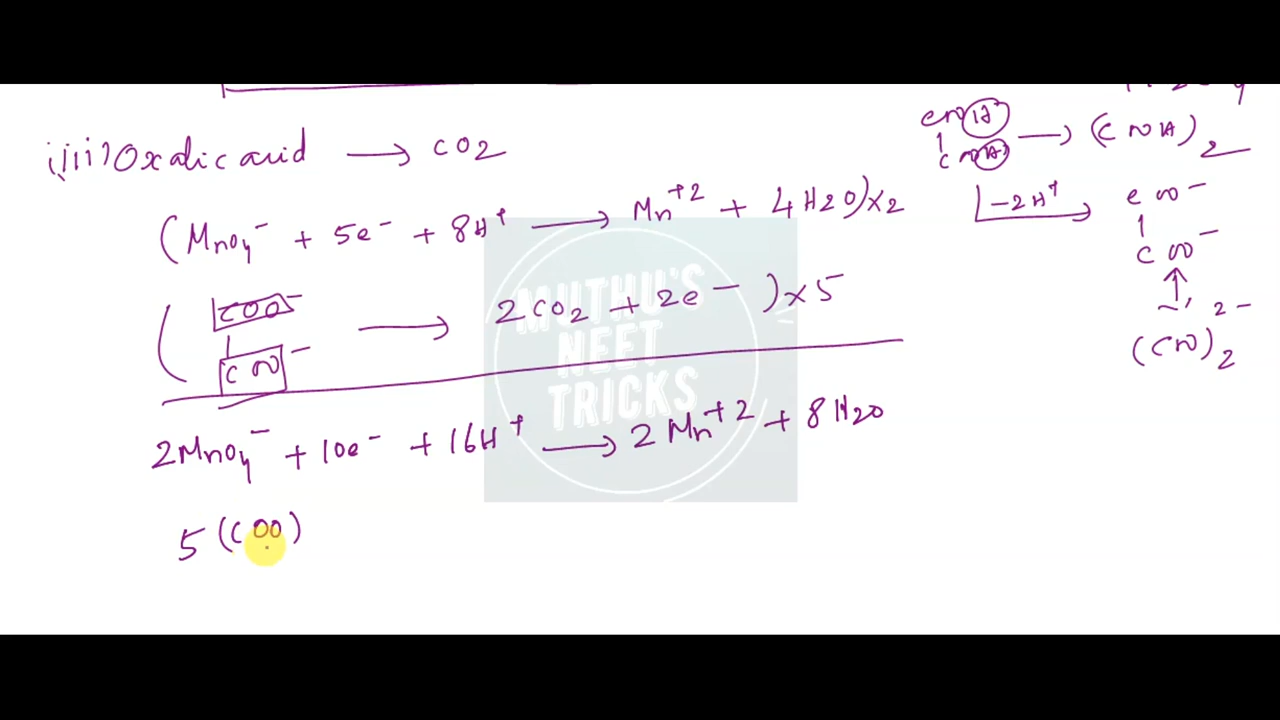 (iii) Oxalic acid → CO2
(MnO4⁻ + 5e⁻ + 8H⁺ → Mn⁺² + 4H2O) x 2
( COO⁻
| → 2CO2 + 2e⁻ ) x 5
COO⁻
2MnO4⁻ + 10e⁻ + 16H⁺ → 2Mn⁺² + 8H2O
5 (COO)
COOH
| → (COOH)2
COOH
-2H⁺ →
COO⁻
|
COO⁻
↑
(COO)2 2-
MUTHU'S
NEET
TRICKS